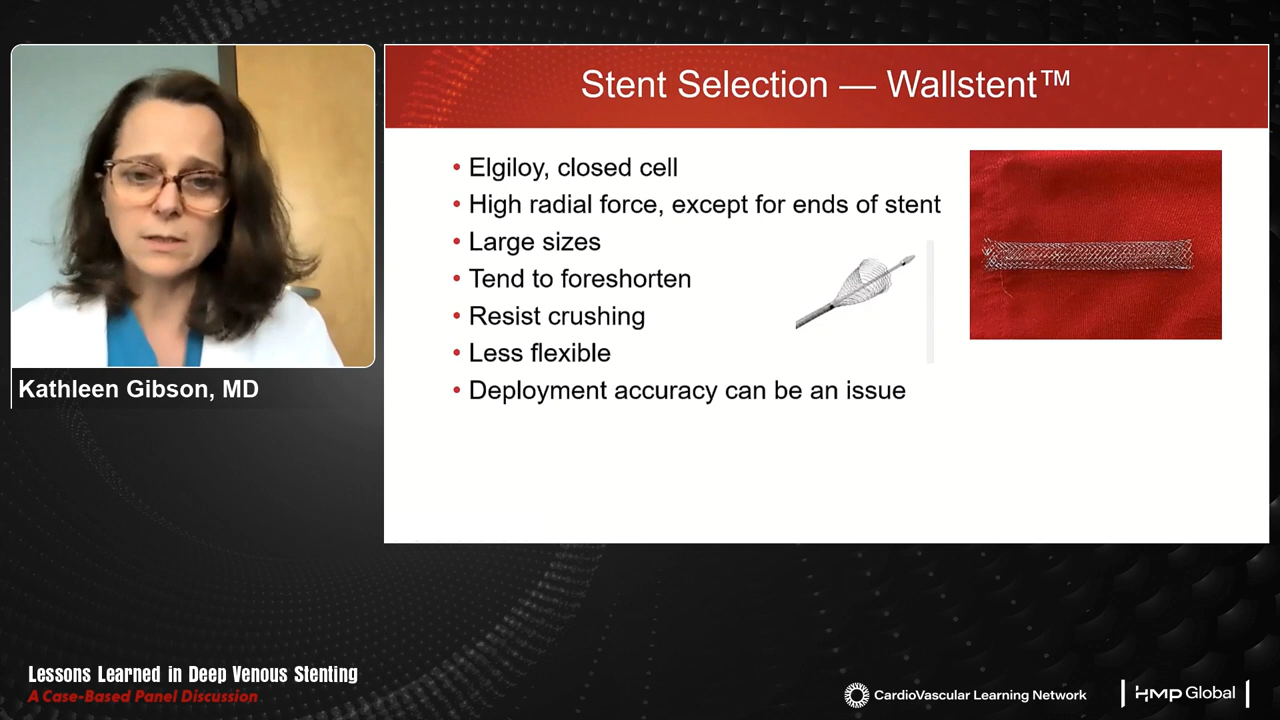 Stent Selection — Wallstent™
• Elgiloy, closed cell
• High radial force, except for ends of stent
• Large sizes
• Tend to foreshorten
• Resist crushing
• Less flexible
• Deployment accuracy can be an issue
Kathleen Gibson, MD
Lessons Learned in Deep Venous Stenting
A Case-Based Panel Discussion
CardioVascular Learning Network
HMP Global